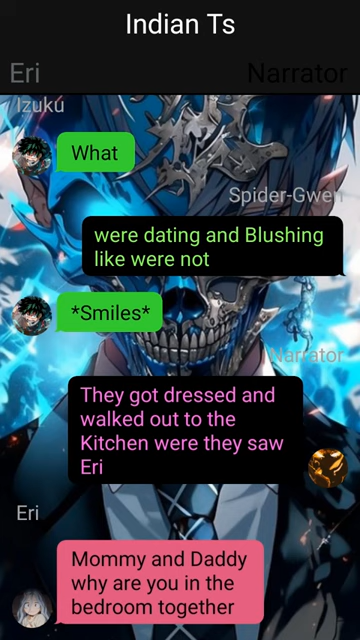 Indian Ts
Eri
Narrator
Izuku
What
Spider-Gwen
were dating and Blushing
like were not
*Smiles*
Narrator
They got dressed and
walked out to the
Kitchen were they saw
Eri
Eri
Mommy and Daddy
why are you in the
bedroom together